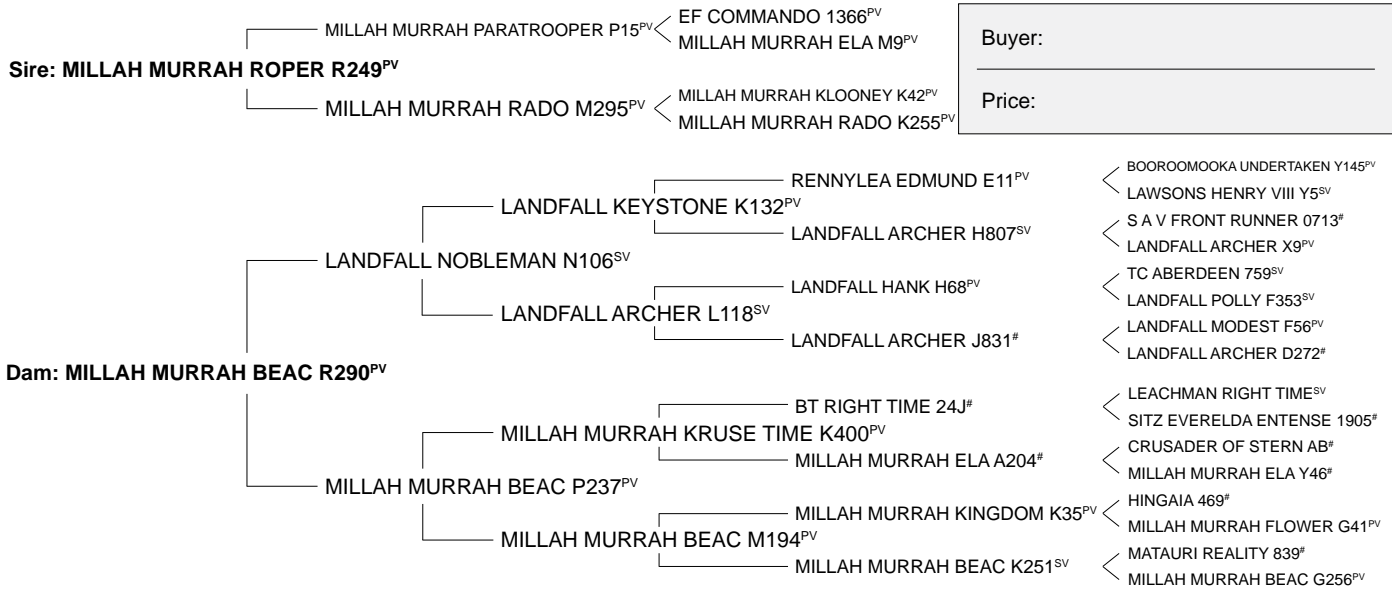 MILLAH MURRAH PARATROOPER P15PV
EF COMMANDO 1366PV
MILLAH MURRAH ELA M9PV
Sire: MILLAH MURRAH ROPER R249PV
MILLAH MURRAH RADO M295PV
MILLAH MURRAH KLOONEY K42PV
MILLAH MURRAH RADO K255PV
Buyer:
Price:
RENNYLEA EDMUND E11PV
BOOROOMOOKA UNDERTAKEN Y145PV
LAWSONS HENRY VIII Y5SV
LANDFALL KEYSTONE K132PV
LANDFALL ARCHER H807SV
S A V FRONT RUNNER 0713#
LANDFALL ARCHER X9PV
LANDFALL NOBLEMAN N106SV
LANDFALL HANK H68PV
TC ABERDEEN 759SV
LANDFALL POLLY F353SV
LANDFALL ARCHER L118SV
LANDFALL ARCHER J831#
LANDFALL MODEST F56PV
LANDFALL ARCHER D272#
Dam: MILLAH MURRAH BEAC R290PV
BT RIGHT TIME 24J#
LEACHMAN RIGHT TIMESV
SITZ EVERELDA ENTENSE 1905#
MILLAH MURRAH KRUSE TIME K400PV
MILLAH MURRAH ELA A204#
CRUSADER OF STERN AB#
MILLAH MURRAH ELA Y46#
MILLAH MURRAH BEAC P237PV
MILLAH MURRAH KINGDOM K35PV
HINGAIA 469#
MILLAH MURRAH FLOWER G41PV
MILLAH MURRAH BEAC M194PV
MILLAH MURRAH BEAC K251SV
MATAURI REALITY 839#
MILLAH MURRAH BEAC G256PV